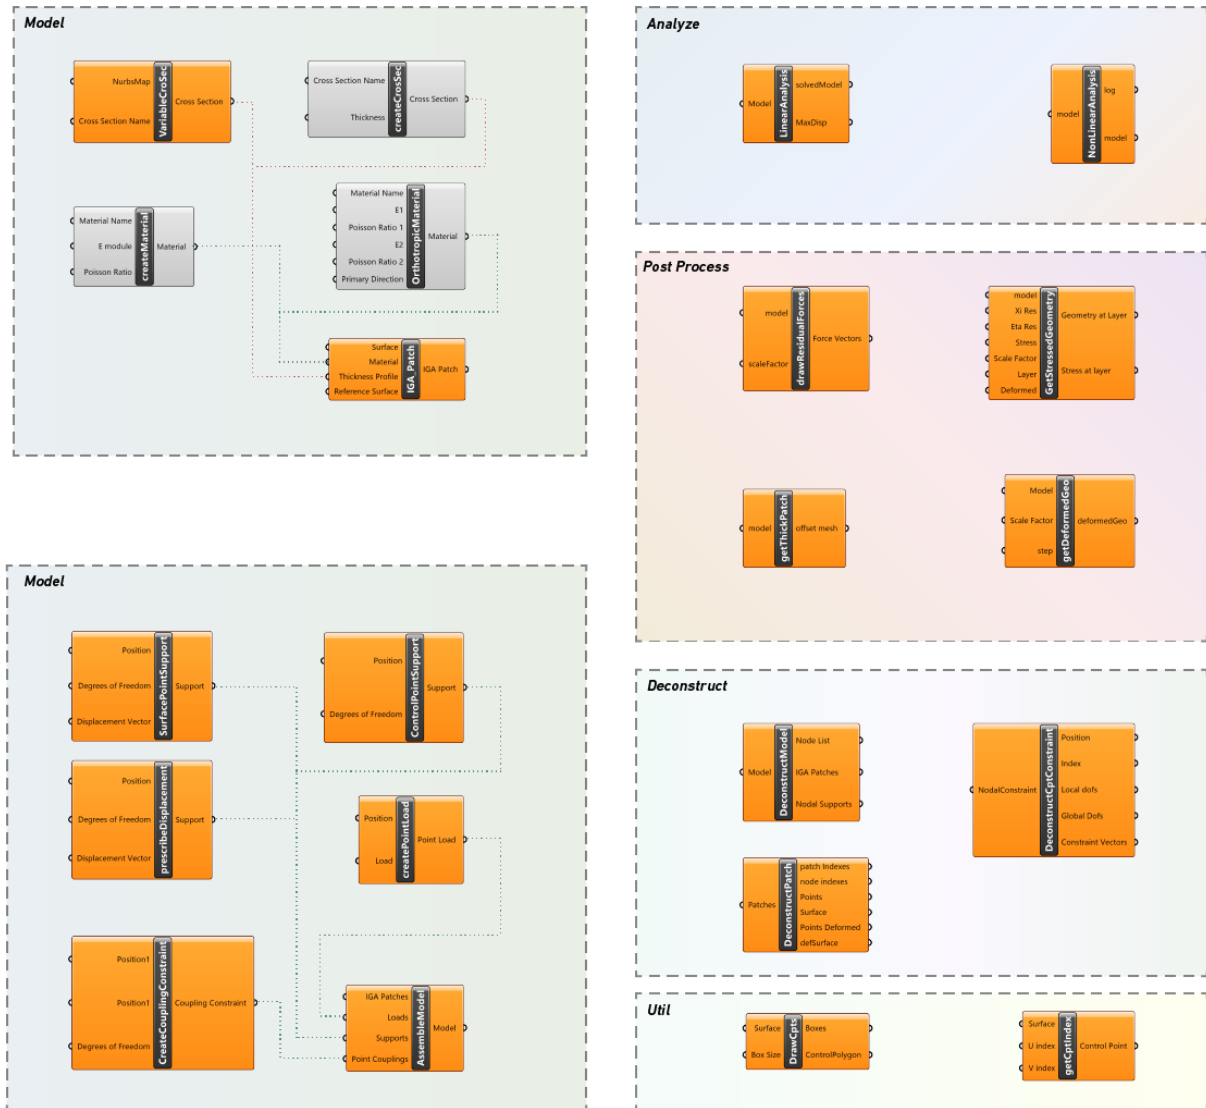 Model
NurbsMap
Cross Section Name
VariableCroSec
Cross Section
Cross Section Name
Thickness
createCrosSec
Cross Section
Material Name
E module
Poisson Ratio
createMaterial
Material
Material Name
E1
Poisson Ratio 1
E2
Poisson Ratio 2
Primary Direction
OrthotropicMaterial
Material
Surface
Material
Thickness Profile
Reference Surface
IGA_Patch
IGA Patch
Model
Position
Degrees of Freedom
Displacement Vector
SurfacePointSupport
Support
Position
Degrees of Freedom
ControlPointSupport
Support
Position
Degrees of Freedom
Displacement Vector
prescribeDisplacement
Support
Position
Load
createPointLoad
Point Load
Position1
Position1
Degrees of Freedom
CreateCouplingConstraint
Coupling Constraint
IGA Patches
Loads
Supports
Point Couplings
AssembleModel
Model
Analyze
Model
LinearAnalysis
solvedModel
MaxDisp
model
NonLinearAnalysis
log
model
Post Process
model
scaleFactor
drawResidualForces
Force Vectors
model
Xi Res
Eta Res
Stress
Scale Factor
Layer
Deformed
GetStressedGeometry
Geometry at Layer
Stress at layer
model
getThickPatch
offset mesh
Model
Scale Factor
step
getDeformedGeo
deformedGeo
Deconstruct
Model
DeconstructModel
Node List
IGA Patches
Nodal Supports
NodalConstraint
DeconstructCptConstraint
Position
Index
Local dofs
Global Dofs
Constraint Vectors
Patches
DeconstructPatch
patch Indexes
node indexes
Points
Surface
Points Deformed
defSurface
Util
Surface
Box Size
DrawCpts
Boxes
ControlPolygon
Surface
U index
V index
getCptIndex
Control Point